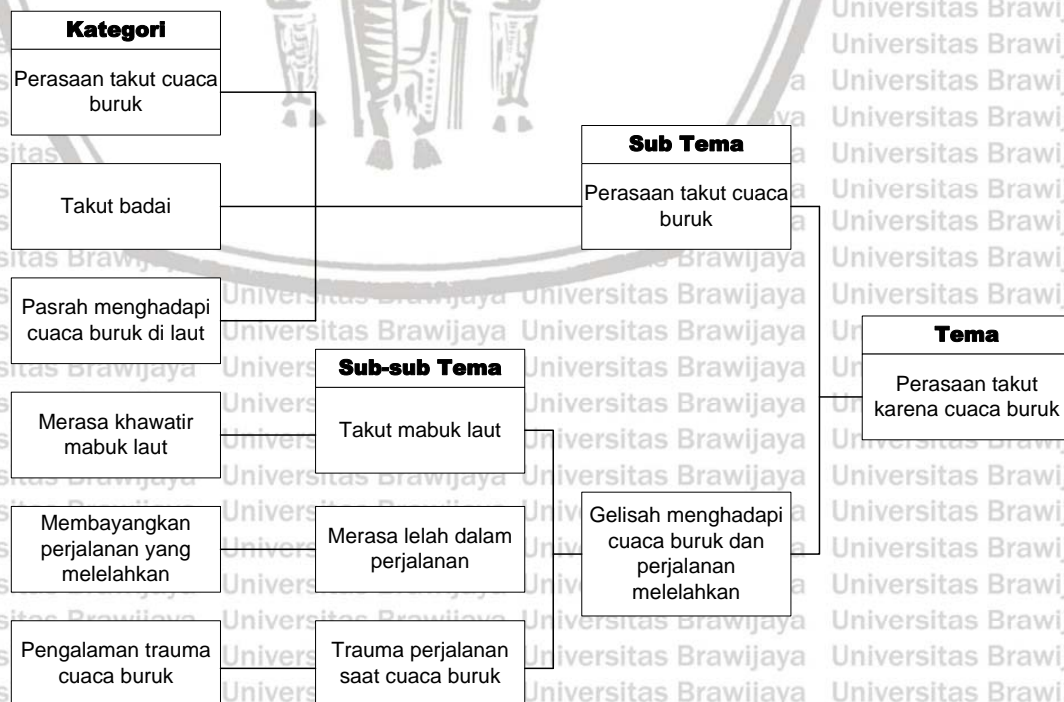 Kategori
Perasaan takut cuaca
buruk
Takut badai
Pasrah menghadapi
cuaca buruk di laut
Merasa khawatir
mabuk laut
Membayangkan
perjalanan yang
melelahkan
Pengalaman trauma
cuaca buruk
Sub-sub Tema
Takut mabuk laut
Merasa lelah dalam
perjalanan
Trauma perjalanan
saat cuaca buruk
Sub Tema
Perasaan takut cuaca
buruk
Gelisah menghadapi
cuaca buruk dan
perjalanan
melelahkan
Tema
Perasaan takut
karena cuaca buruk
Universitas Brawijaya